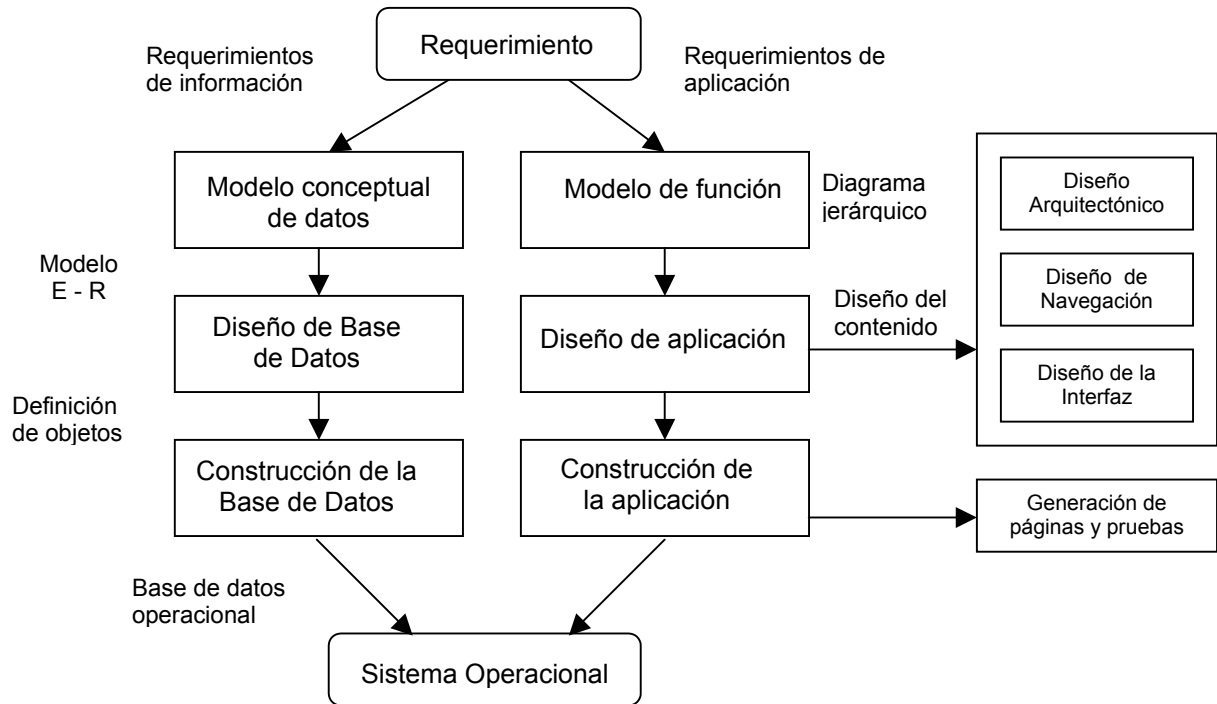 Requerimiento
Requerimientos
de información
Requerimientos de
aplicación
Modelo conceptual
de datos
Modelo de función
Diagrama
jerárquico
Diseño
Arquitectónico
Modelo
E - R
Diseño de Base
de Datos
Diseño de aplicación
Diseño del
contenido
Diseño de
Navegación
Diseño de la
Interfaz
Definición
de objetos
Construcción de la
Base de Datos
Construcción de
la aplicación
Generación de
páginas y pruebas
Base de datos
operacional
Sistema Operacional